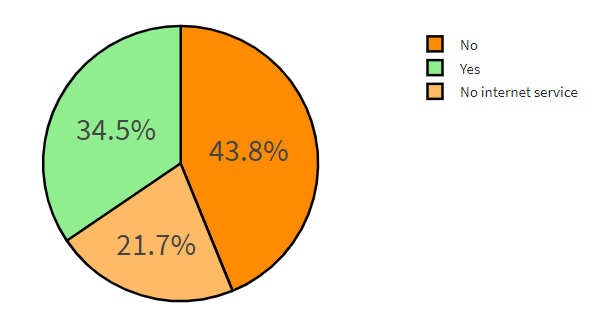 No
Yes
No internet service
34.5%
43.8%
21.7%